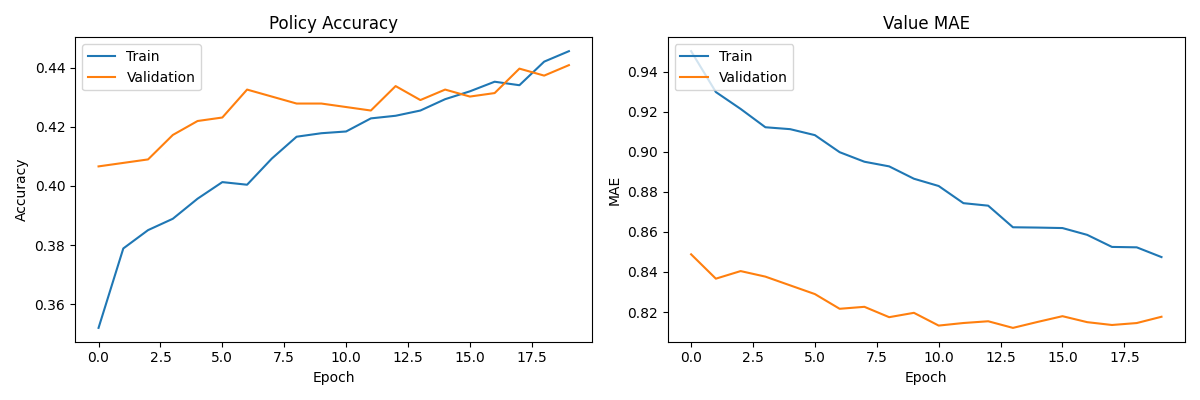 Policy Accuracy
Train
Validation
0.44
0.42
0.40
0.38
0.36
Accuracy
0.0 2.5 5.0 7.5 10.0 12.5 15.0 17.5
Epoch
Value MAE
Train
Validation
0.94
0.92
0.90
0.88
0.86
0.84
0.82
MAE
0.0 2.5 5.0 7.5 10.0 12.5 15.0 17.5
Epoch